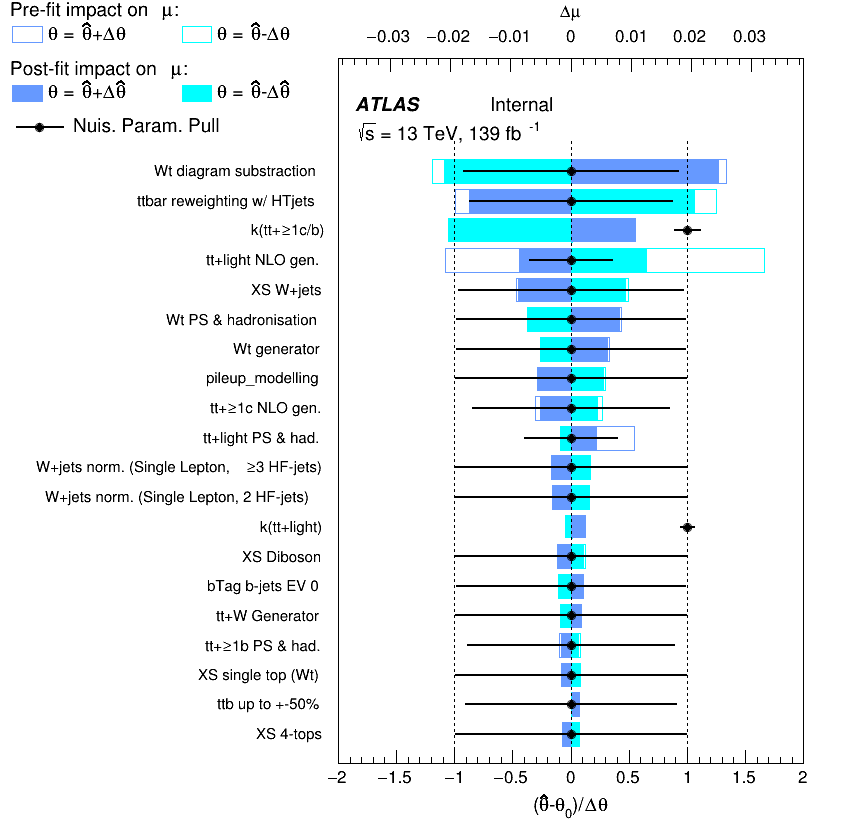 Pre-fit impact on μ:
θ = θ̂+Δθ θ = θ̂-Δθ
Post-fit impact on μ:
θ = θ̂+Δθ̂ θ = θ̂-Δθ̂
Nuis. Param. Pull
Δμ
−0.03 −0.02 −0.01 0 0.01 0.02 0.03
ATLAS Internal
√s = 13 TeV, 139 fb -1
Wt diagram substraction
ttbar reweighting w/ HTjets
k(tt+≥1c/b)
tt+light NLO gen.
XS W+jets
Wt PS & hadronisation
Wt generator
pileup_modelling
tt+≥1c NLO gen.
tt+light PS & had.
W+jets norm. (Single Lepton, ≥3 HF-jets)
W+jets norm. (Single Lepton, 2 HF-jets)
k(tt+light)
XS Diboson
bTag b-jets EV 0
tt+W Generator
tt+≥1b PS & had.
XS single top (Wt)
ttb up to +-50%
XS 4-tops
−2 −1.5 −1 −0.5 0 0.5 1 1.5 2
(θ̂-θ0)/Δθ